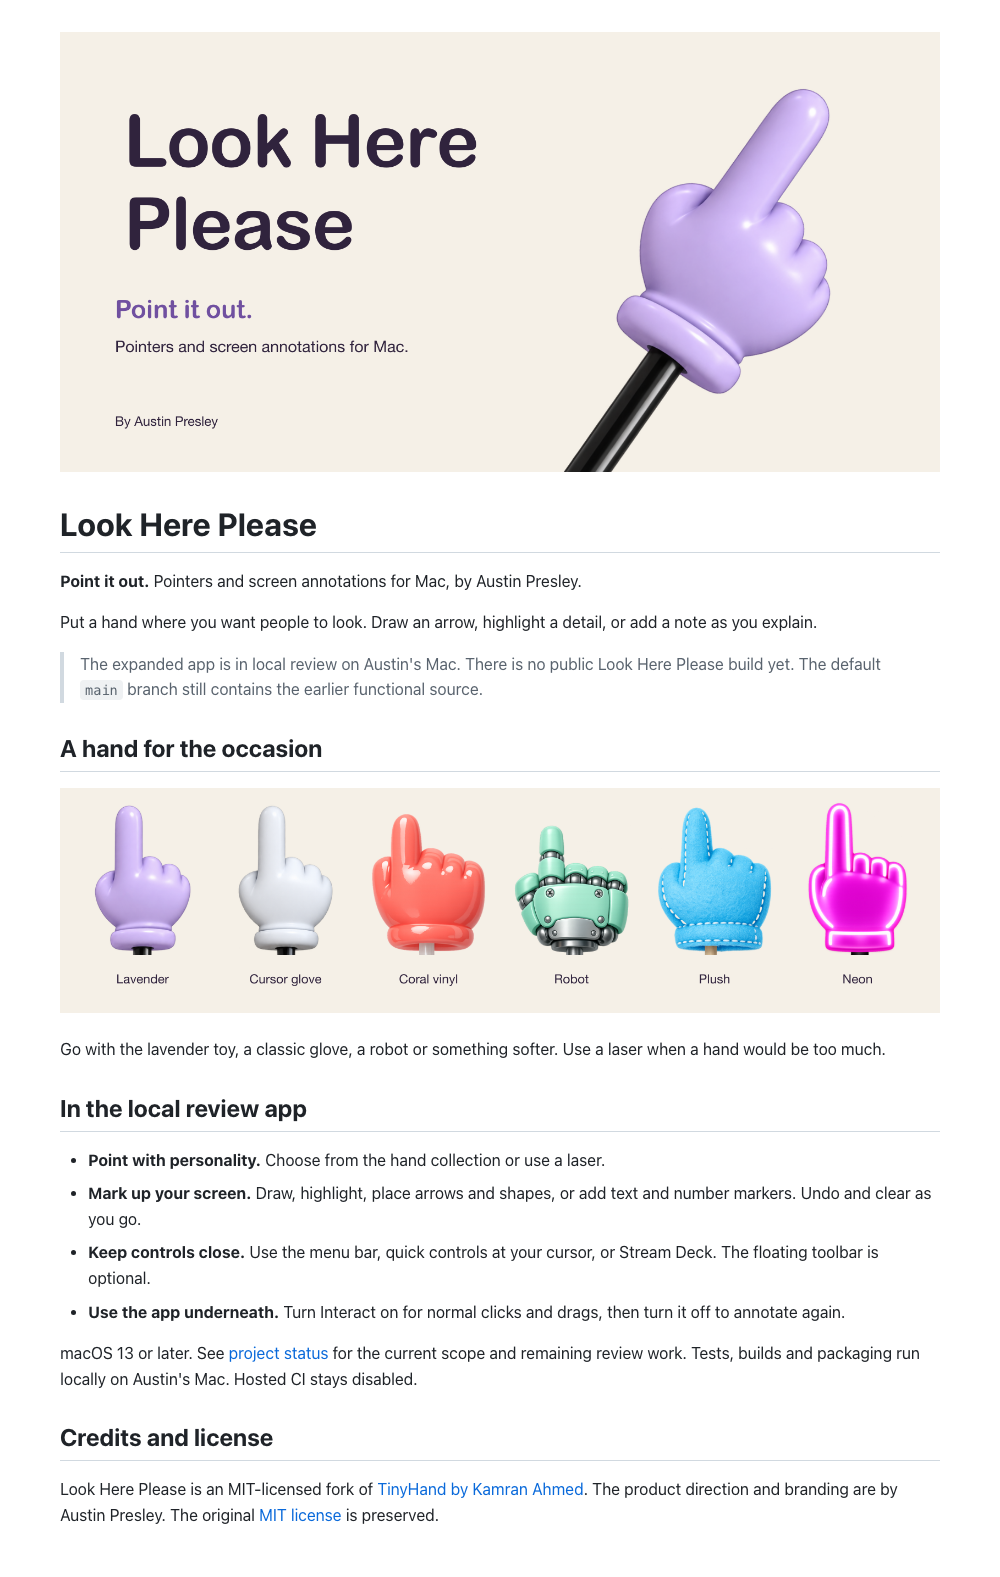 Look Here
Please
Point it out.
Pointers and screen annotations for Mac.
By Austin Presley
Look Here Please
Point it out. Pointers and screen annotations for Mac, by Austin Presley.
Put a hand where you want people to look. Draw an arrow, highlight a detail, or add a note as you explain.
The expanded app is in local review on Austin's Mac. There is no public Look Here Please build yet. The default
main branch still contains the earlier functional source.
A hand for the occasion
Lavender Cursor glove Coral vinyl Robot Plush Neon
Go with the lavender toy, a classic glove, a robot or something softer. Use a laser when a hand would be too much.
In the local review app
• Point with personality. Choose from the hand collection or use a laser.
• Mark up your screen. Draw, highlight, place arrows and shapes, or add text and number markers. Undo and clear as
you go.
• Keep controls close. Use the menu bar, quick controls at your cursor, or Stream Deck. The floating toolbar is
optional.
• Use the app underneath. Turn Interact on for normal clicks and drags, then turn it off to annotate again.
macOS 13 or later. See project status for the current scope and remaining review work. Tests, builds and packaging run
locally on Austin's Mac. Hosted CI stays disabled.
Credits and license
Look Here Please is an MIT-licensed fork of TinyHand by Kamran Ahmed. The product direction and branding are by
Austin Presley. The original MIT license is preserved.